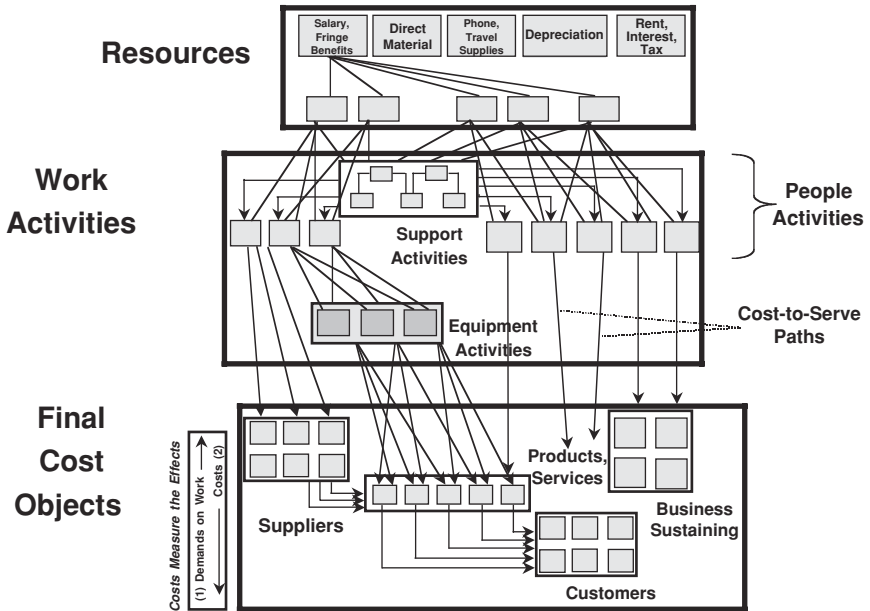 Resources
Salary,
Fringe
Benefits
Direct
Material
Phone,
Travel
Supplies
Depreciation
Rent,
Interest,
Tax
Work
Activities
Support
Activities
People
Activities
Equipment
Activities
Cost-to-Serve
Paths
Final
Cost
Objects
Costs Measure the Effects
(1) Demands on Work
Costs (2)
Suppliers
Products,
Services
Business
Sustaining
Customers